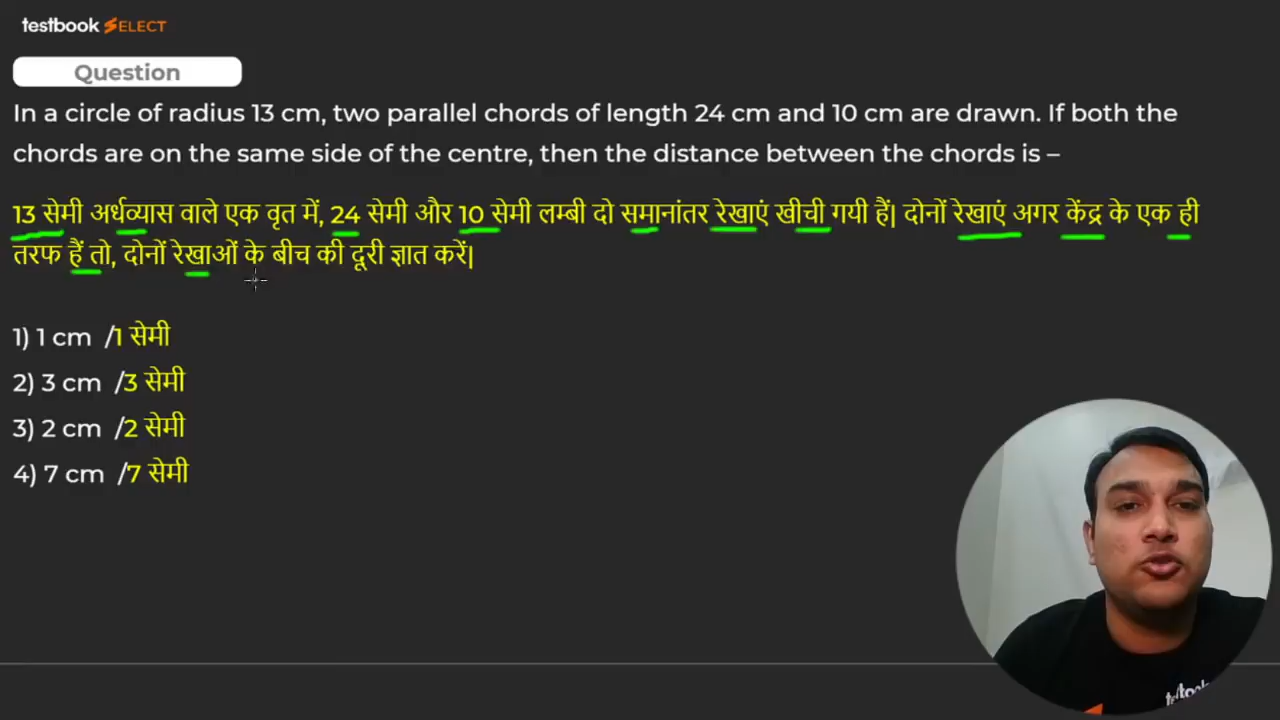 testbook SELECT
Question
In a circle of radius 13 cm, two parallel chords of length 24 cm and 10 cm are drawn. If both the
chords are on the same side of the centre, then the distance between the chords is –
13 सेमी अर्धव्यास वाले एक वृत में, 24 सेमी और 10 सेमी लम्बी दो समानांतर रेखाएं खीची गयी हैं| दोनों रेखाएं अगर केंद्र के एक ही
तरफ हैं तो, दोनों रेखाओं के बीच की दूरी ज्ञात करें|
1) 1 cm /1 सेमी
2) 3 cm /3 सेमी
3) 2 cm /2 सेमी
4) 7 cm /7 सेमी